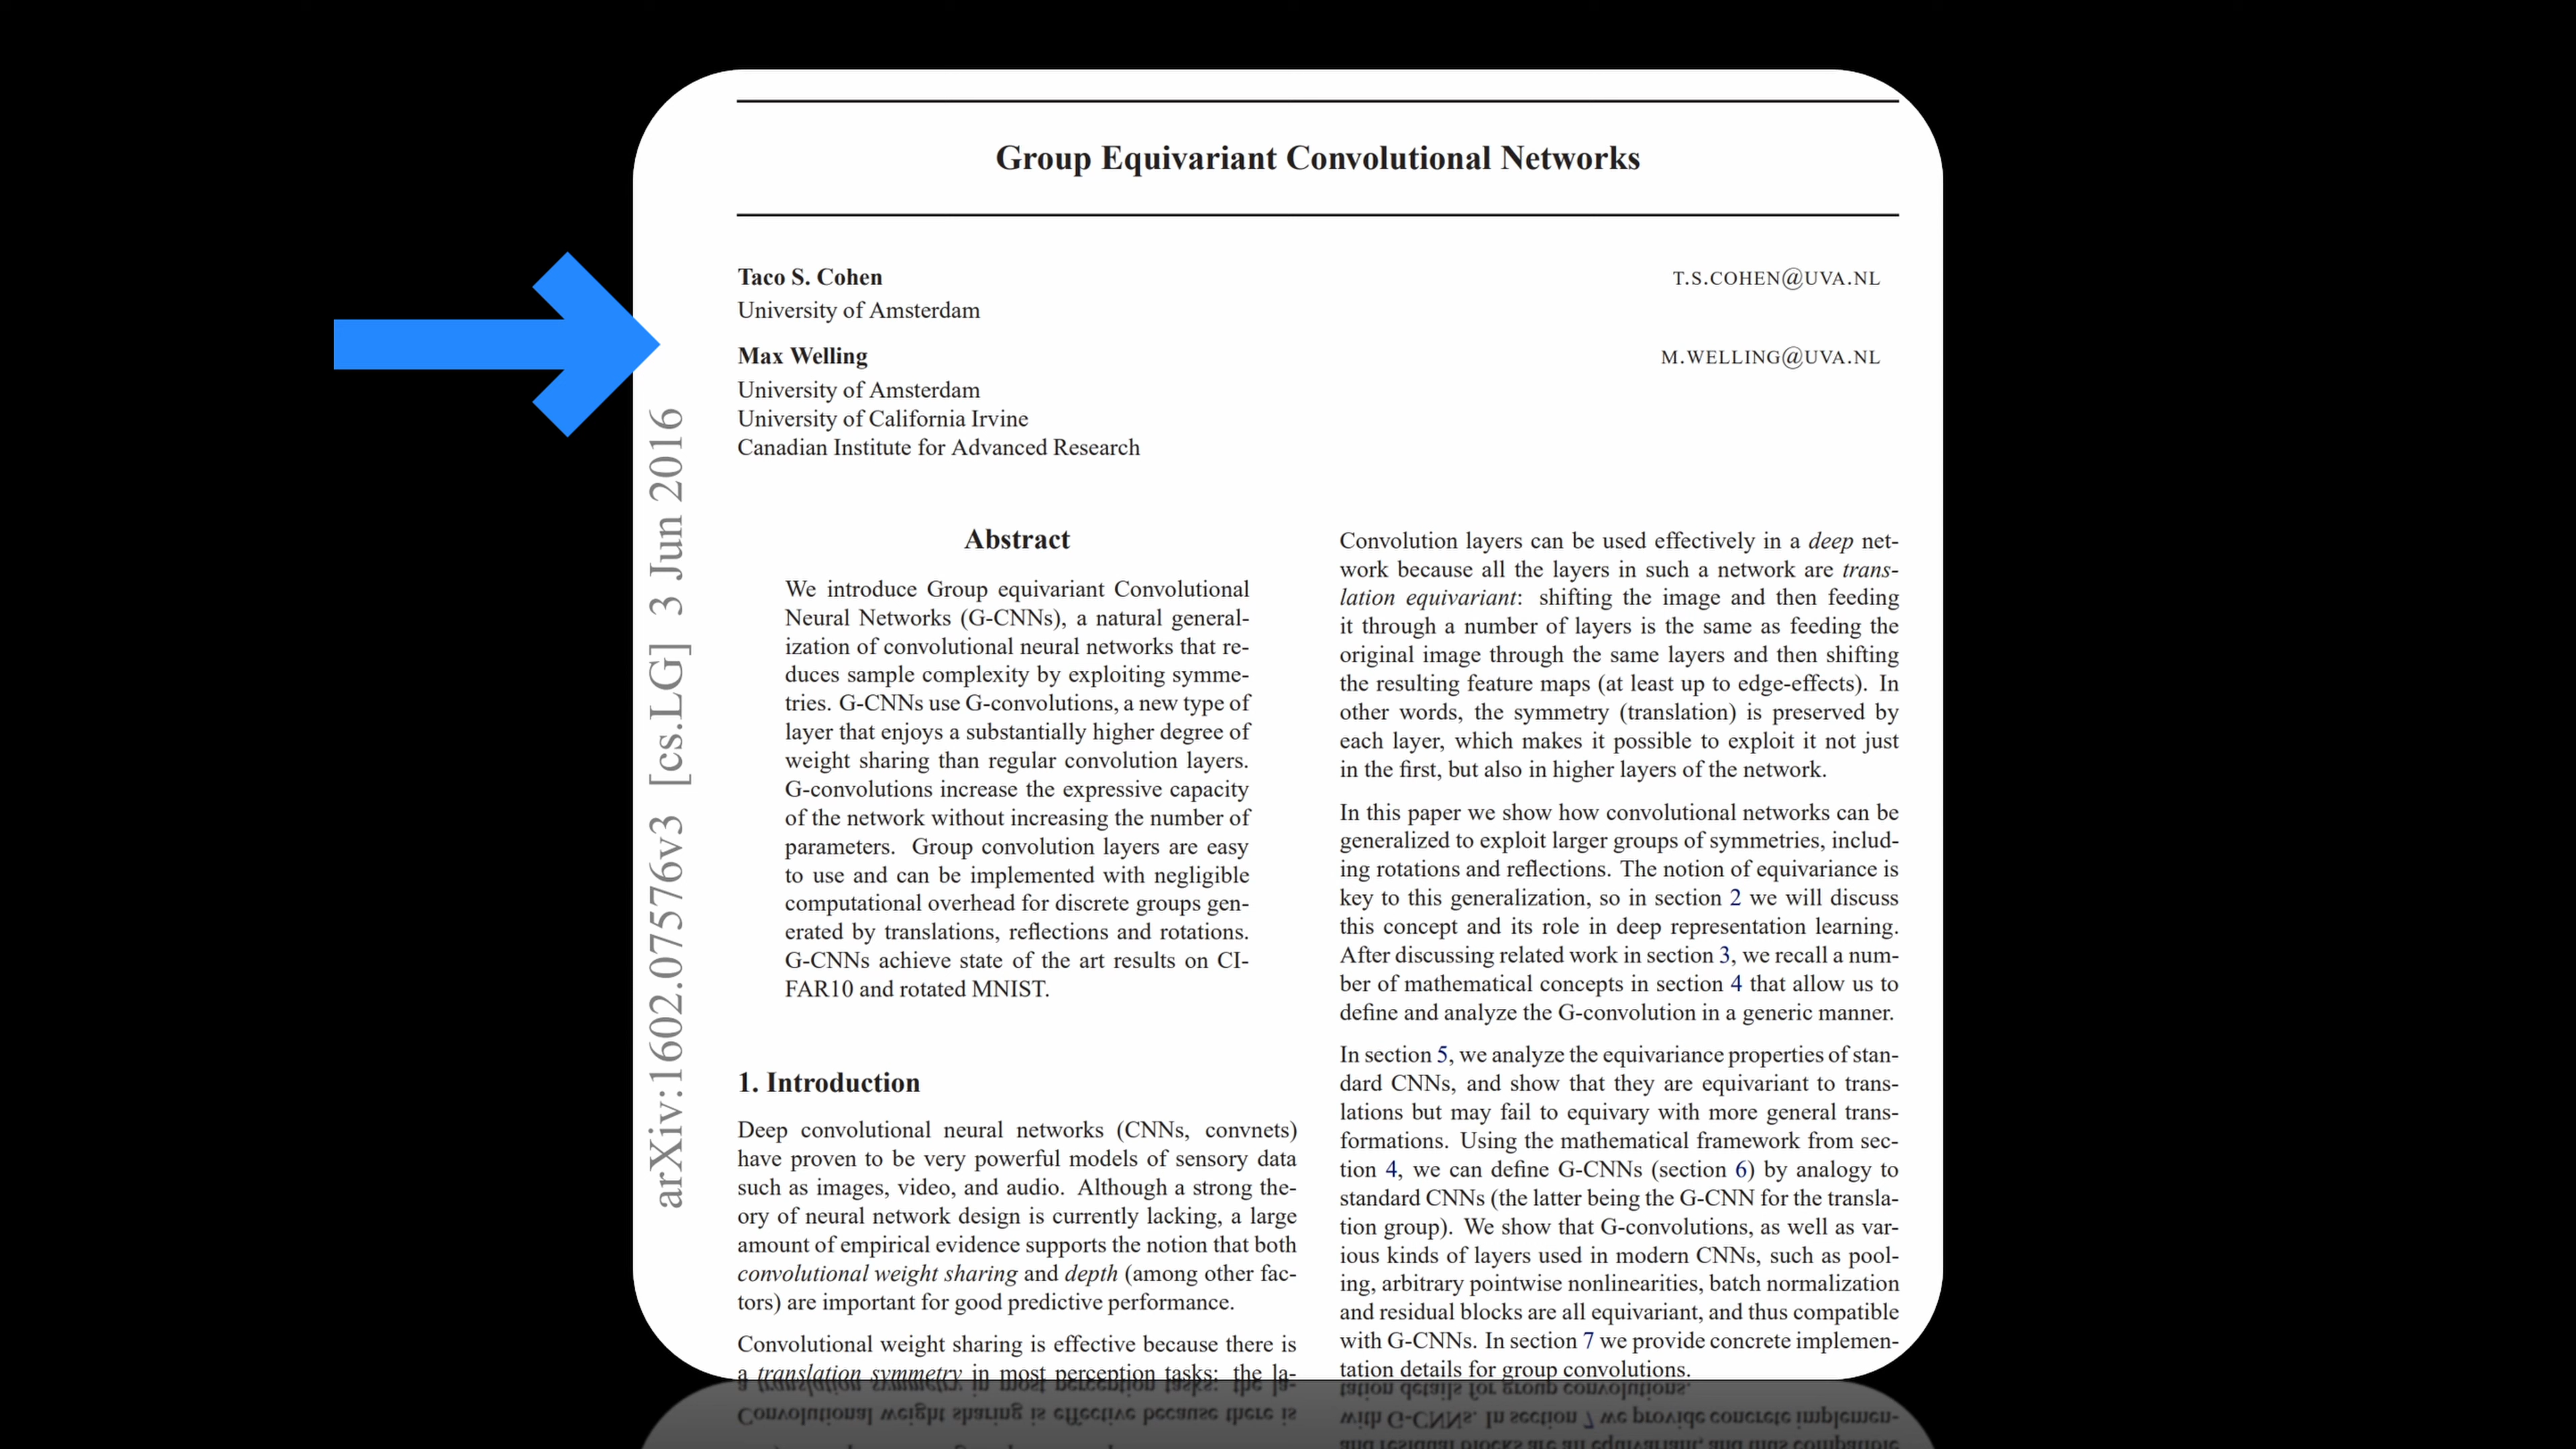 Group Equivariant Convolutional Networks
Taco S. Cohen
T.S.COHEN@UVA.NL
University of Amsterdam
Max Welling
M.WELLING@UVA.NL
University of Amsterdam
University of California Irvine
Canadian Institute for Advanced Research
arXiv:1602.07576v3 [cs.LG] 3 Jun 2016
Abstract
We introduce Group equivariant Convolutional
Neural Networks (G-CNNs), a natural general-
ization of convolutional neural networks that re-
duces sample complexity by exploiting symme-
tries. G-CNNs use G-convolutions, a new type of
layer that enjoys a substantially higher degree of
weight sharing than regular convolution layers.
G-convolutions increase the expressive capacity
of the network without increasing the number of
parameters. Group convolution layers are easy
to use and can be implemented with negligible
computational overhead for discrete groups gen-
erated by translations, reflections and rotations.
G-CNNs achieve state of the art results on CI-
FAR10 and rotated MNIST.
1. Introduction
Deep convolutional neural networks (CNNs, convnets)
have proven to be very powerful models of sensory data
such as images, video, and audio. Although a strong the-
ory of neural network design is currently lacking, a large
amount of empirical evidence supports the notion that both
convolutional weight sharing and depth (among other fac-
tors) are important for good predictive performance.
Convolutional weight sharing is effective because there is
a translation symmetry in most perception tasks: the la-
Convolution layers can be used effectively in a deep net-
work because all the layers in such a network are trans-
lation equivariant: shifting the image and then feeding
it through a number of layers is the same as feeding the
original image through the same layers and then shifting
the resulting feature maps (at least up to edge-effects). In
other words, the symmetry (translation) is preserved by
each layer, which makes it possible to exploit it not just
in the first, but also in higher layers of the network.
In this paper we show how convolutional networks can be
generalized to exploit larger groups of symmetries, includ-
ing rotations and reflections. The notion of equivariance is
key to this generalization, so in section 2 we will discuss
this concept and its role in deep representation learning.
After discussing related work in section 3, we recall a num-
ber of mathematical concepts in section 4 that allow us to
define and analyze the G-convolution in a generic manner.
In section 5, we analyze the equivariance properties of stan-
dard CNNs, and show that they are equivariant to trans-
lations but may fail to equivary with more general trans-
formations. Using the mathematical framework from sec-
tion 4, we can define G-CNNs (section 6) by analogy to
standard CNNs (the latter being the G-CNN for the transla-
tion group). We show that G-convolutions, as well as var-
ious kinds of layers used in modern CNNs, such as pool-
ing, arbitrary pointwise nonlinearities, batch normalization
and residual blocks are all equivariant, and thus compatible
with G-CNNs. In section 7 we provide concrete implemen-
tation details for group convolutions.